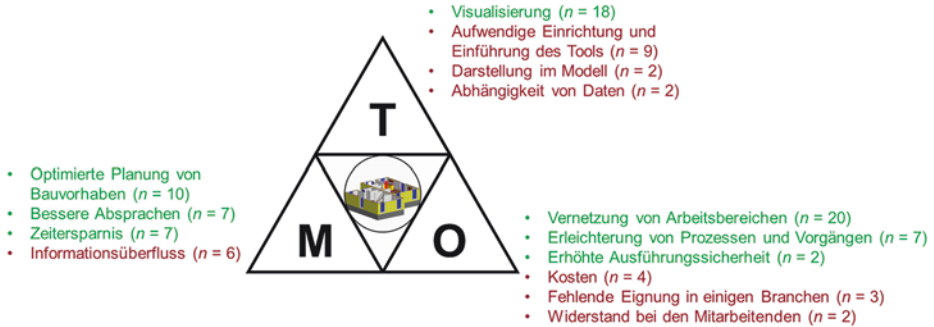 • Visualisierung (n = 18)
• Aufwendige Einrichtung und
Einführung des Tools (n = 9)
• Darstellung im Modell (n = 2)
• Abhängigkeit von Daten (n = 2)
T
• Optimierte Planung von
Bauvorhaben (n = 10)
• Bessere Absprachen (n = 7)
• Zeitersparnis (n = 7)
• Informationsüberfluss (n = 6)
M
O
• Vernetzung von Arbeitsbereichen (n = 20)
• Erleichterung von Prozessen und Vorgängen (n = 7)
• Erhöhte Ausführungssicherheit (n = 2)
• Kosten (n = 4)
• Fehlende Eignung in einigen Branchen (n = 3)
• Widerstand bei den Mitarbeitenden (n = 2)